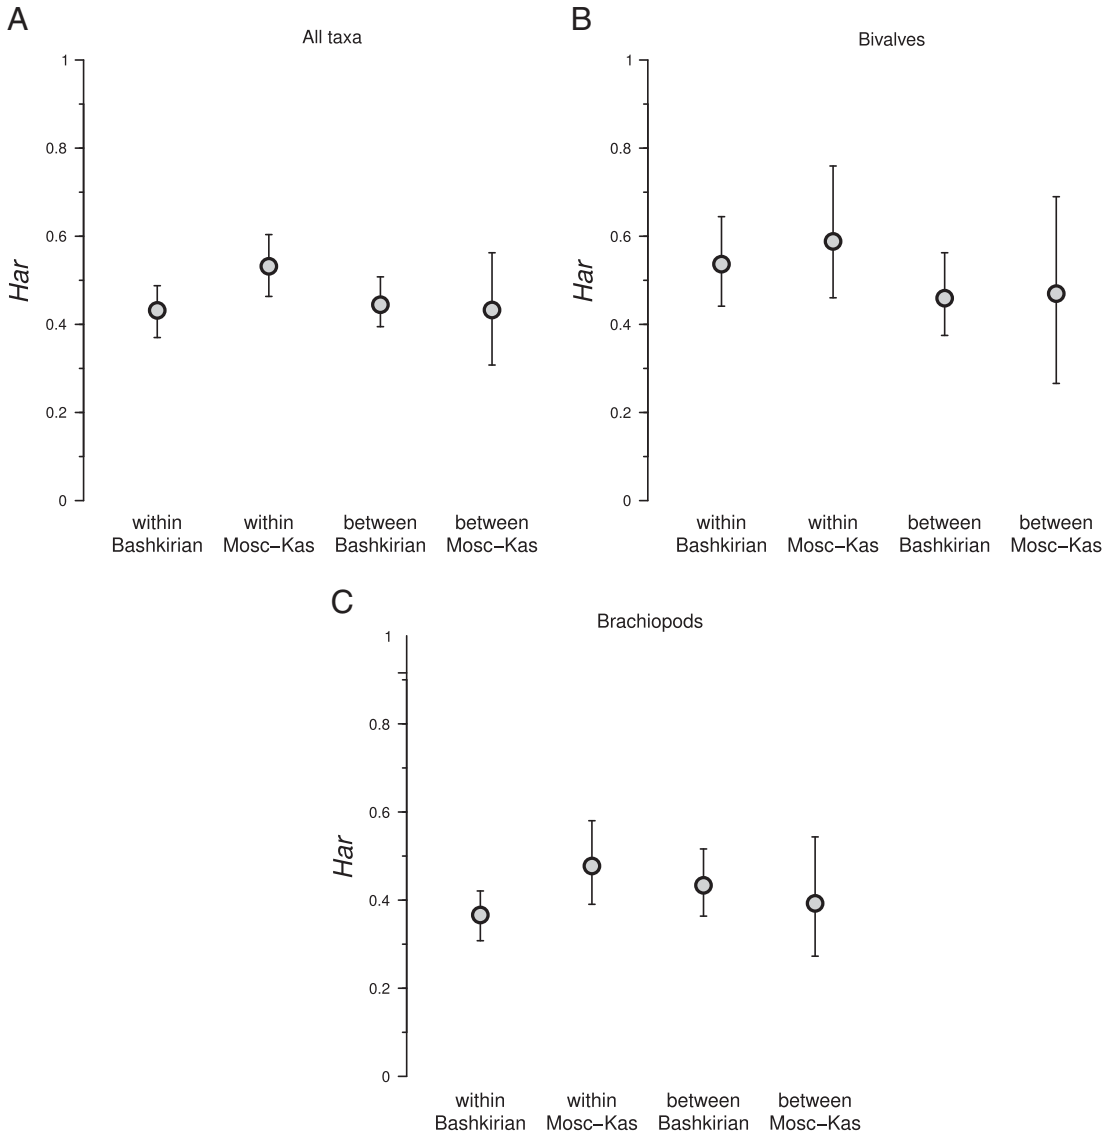 A
All taxa
Har
1
0.8
0.6
0.4
0.2
0
within Bashkirian
within Mosc–Kas
between Bashkirian
between Mosc–Kas
B
Bivalves
Har
1
0.8
0.6
0.4
0.2
0
within Bashkirian
within Mosc–Kas
between Bashkirian
between Mosc–Kas
C
Brachiopods
Har
1
0.8
0.6
0.4
0.2
0
within Bashkirian
within Mosc–Kas
between Bashkirian
between Mosc–Kas